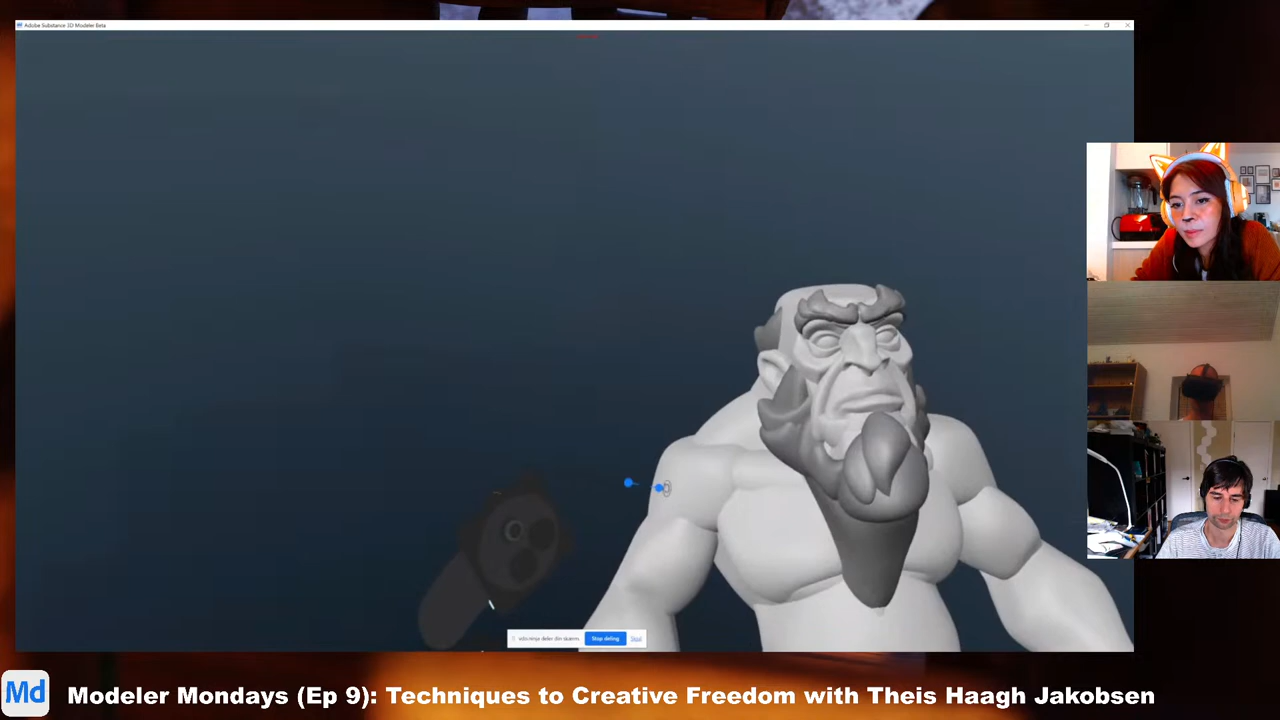 Adobe Substance 3D Modeler Beta
Stop deling
Skjul
Md
Modeler Mondays (Ep 9): Techniques to Creative Freedom with Theis Haagh Jakobsen